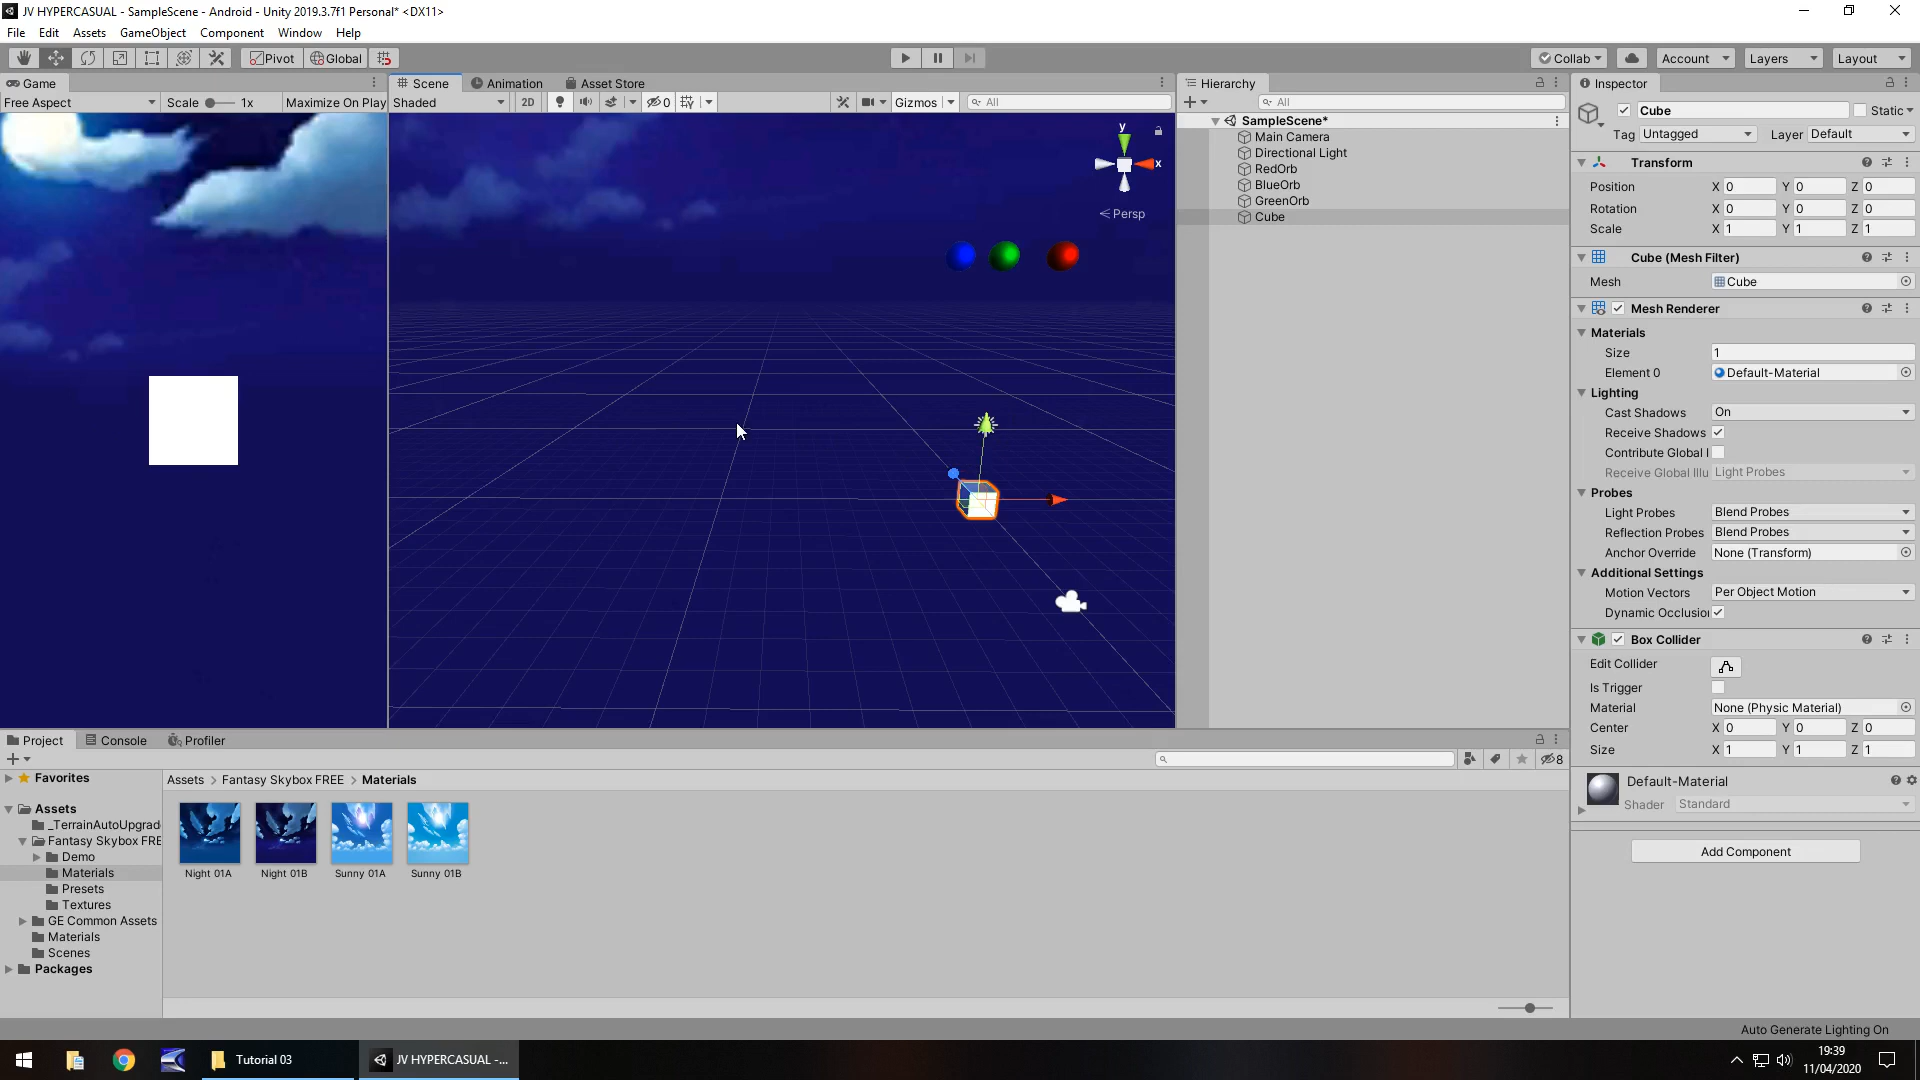 JV HYPERCASUAL - SampleScene - Android - Unity 2019.3.7f1 Personal* <DX11>
File Edit Assets GameObject Component Window Help
Pivot Global Collab Account Layers Layout
Game
Free Aspect Scale 1x Maximize On Play
Scene Animation Asset Store
Shaded 2D 0 Gizmos All
y
x
Persp
Hierarchy
All
SampleScene*
Main Camera
Directional Light
RedOrb
BlueOrb
GreenOrb
Cube
Inspector
Cube Static
Tag Untagged Layer Default
Transform
Position X 0 Y 0 Z 0
Rotation X 0 Y 0 Z 0
Scale X 1 Y 1 Z 1
Cube (Mesh Filter)
Mesh Cube
Mesh Renderer
Materials
Size 1
Element 0 Default-Material
Lighting
Cast Shadows On
Receive Shadows
Contribute Global I
Receive Global Illu Light Probes
Probes
Light Probes Blend Probes
Reflection Probes Blend Probes
Anchor Override None (Transform)
Additional Settings
Motion Vectors Per Object Motion
Dynamic Occlusio
Box Collider
Edit Collider
Is Trigger
Material None (Physic Material)
Center X 0 Y 0 Z 0
Size X 1 Y 1 Z 1
Default-Material
Shader Standard
Add Component
Project Console Profiler
8
Favorites
Assets
_TerrainAutoUpgrad
Fantasy Skybox FRE
Demo
Materials
Presets
Textures
GE Common Assets
Materials
Scenes
Packages
Assets > Fantasy Skybox FREE > Materials
Night 01A Night 01B Sunny 01A Sunny 01B
Auto Generate Lighting On
Tutorial 03 JV HYPERCASUAL -...
19:39
11/04/2020